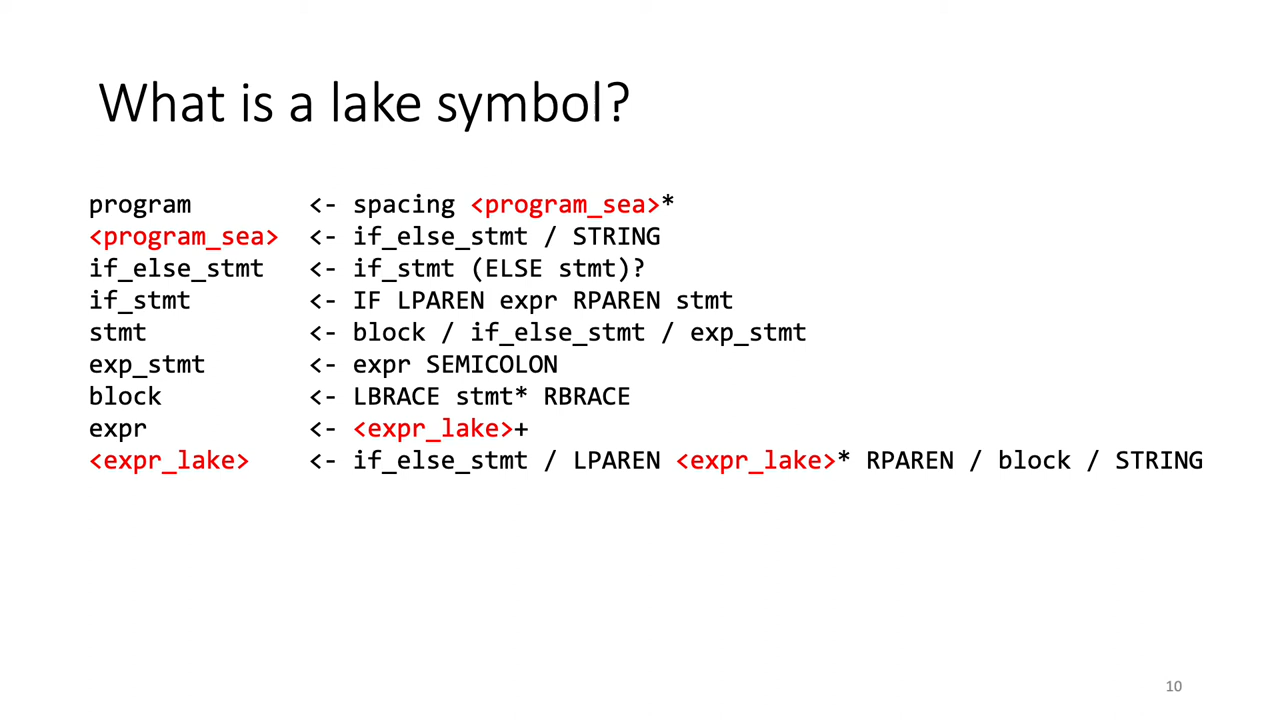 What is a lake symbol?
program <- spacing <program_sea>*
<program_sea> <- if_else_stmt / STRING
if_else_stmt <- if_stmt (ELSE stmt)?
if_stmt <- IF LPAREN expr RPAREN stmt
stmt <- block / if_else_stmt / exp_stmt
exp_stmt <- expr SEMICOLON
block <- LBRACE stmt* RBRACE
expr <- <expr_lake>+
<expr_lake> <- if_else_stmt / LPAREN <expr_lake>* RPAREN / block / STRING
10